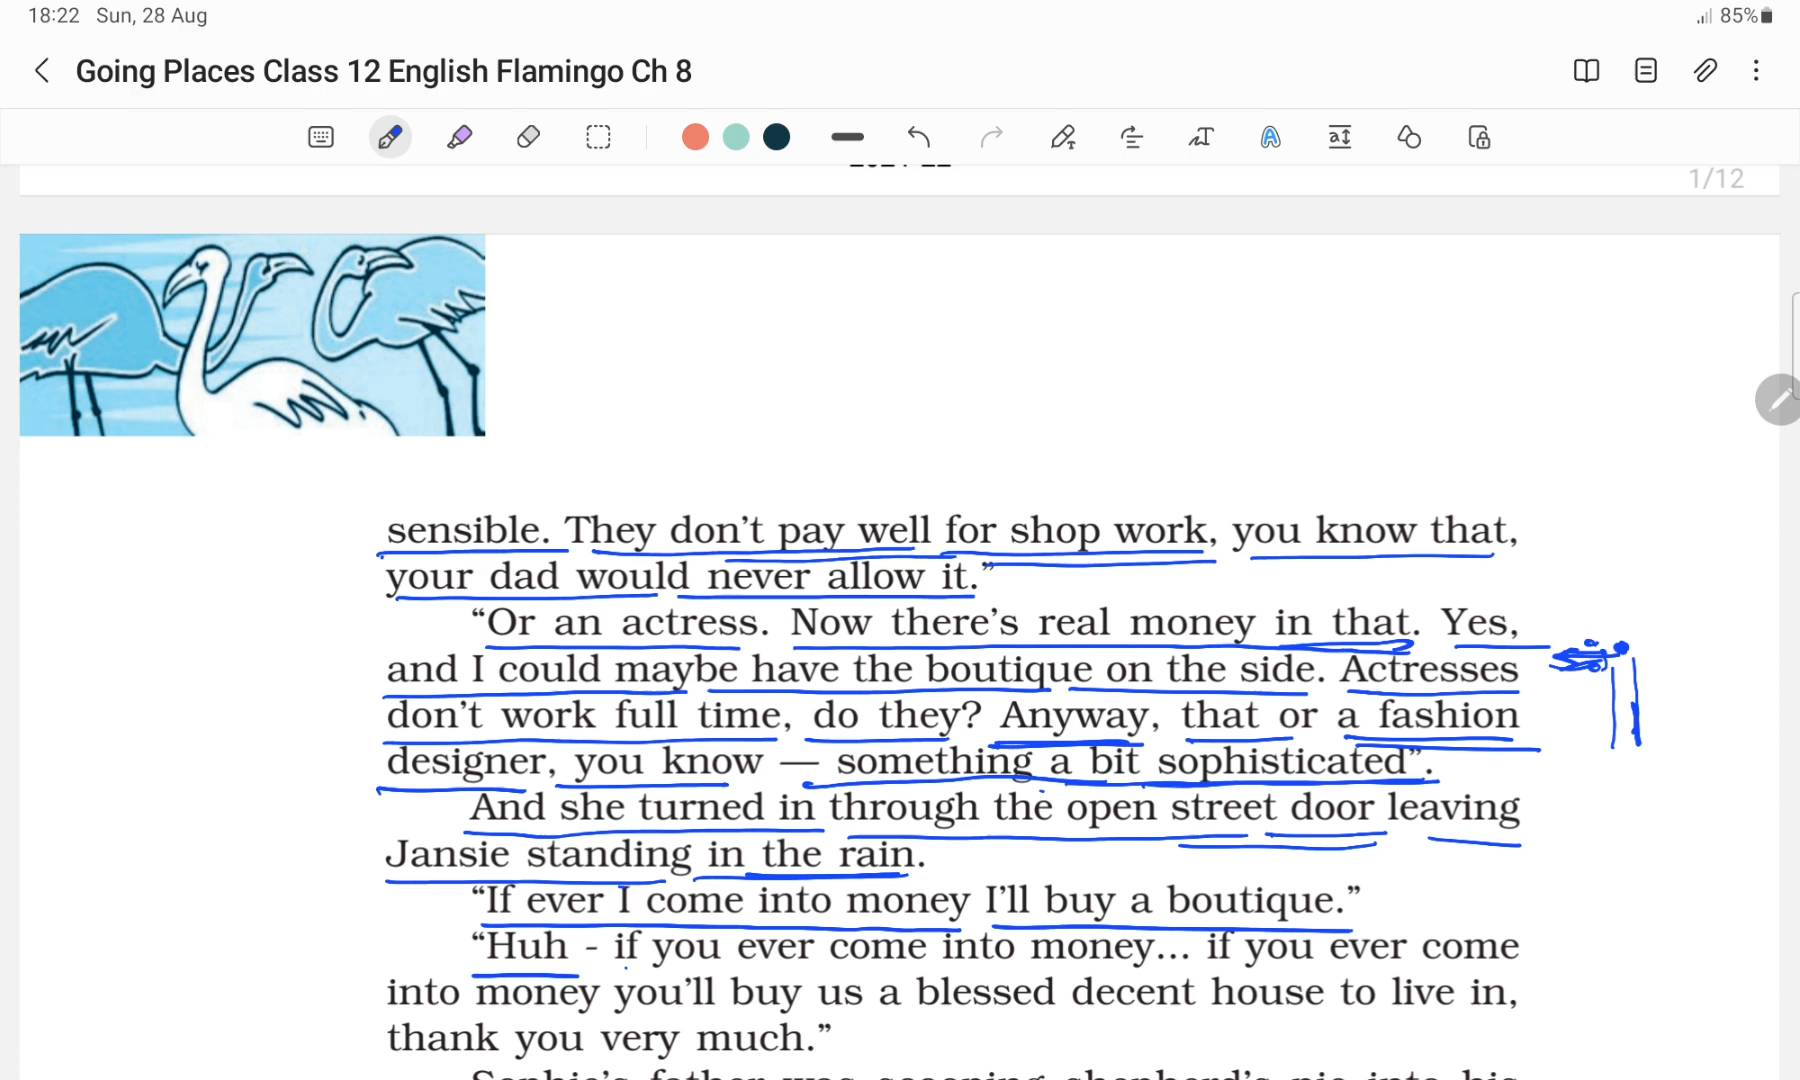 18:22 Sun, 28 Aug 85%
Going Places Class 12 English Flamingo Ch 8
1/12
sensible. They don't pay well for shop work, you know that,
your dad would never allow it.”
“Or an actress. Now there's real money in that. Yes,
and I could maybe have the boutique on the side. Actresses
don't work full time, do they? Anyway, that or a fashion
designer, you know — something a bit sophisticated”.
And she turned in through the open street door leaving
Jansie standing in the rain.
“If ever I come into money I'll buy a boutique.”
“Huh - if you ever come into money... if you ever come
into money you'll buy us a blessed decent house to live in,
thank you very much.”